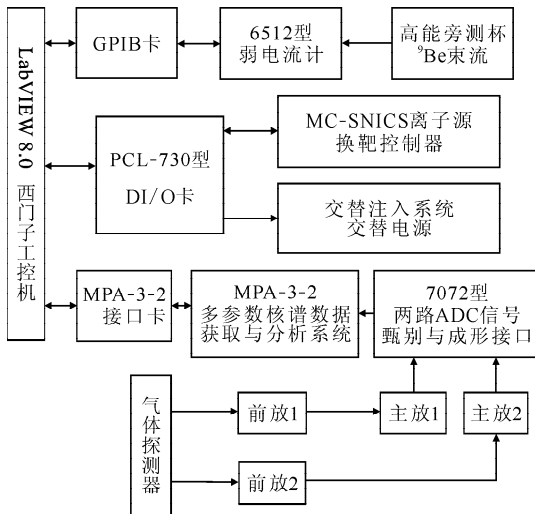 LabVIEW 8.0 西门子工控机
GPIB卡
6512型
弱电流计
高能旁测杯
⁹Be束流
PCL-730型
DI/O卡
MC-SNICS离子源
换靶控制器
交替注入系统
交替电源
MPA-3-2
接口卡
MPA-3-2
多参数核谱数据
获取与分析系统
7072型
两路ADC信号
甄别与成形接口
气体探测器
前放1
主放1
主放2
前放2